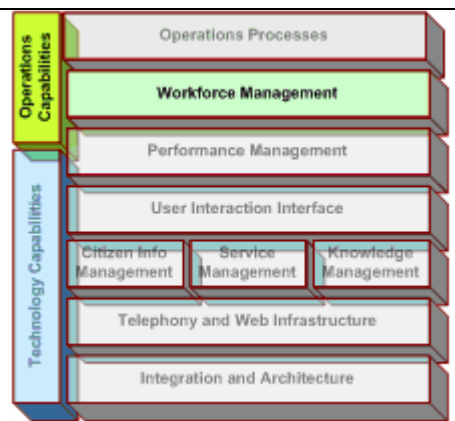 Operations
Capabilities
Operations Processes
Workforce Management
Performance Management
Technology Capabilities
User Interaction Interface
Citizen Info
Management
Service
Management
Knowledge
Management
Telephony and Web Infrastructure
Integration and Architecture